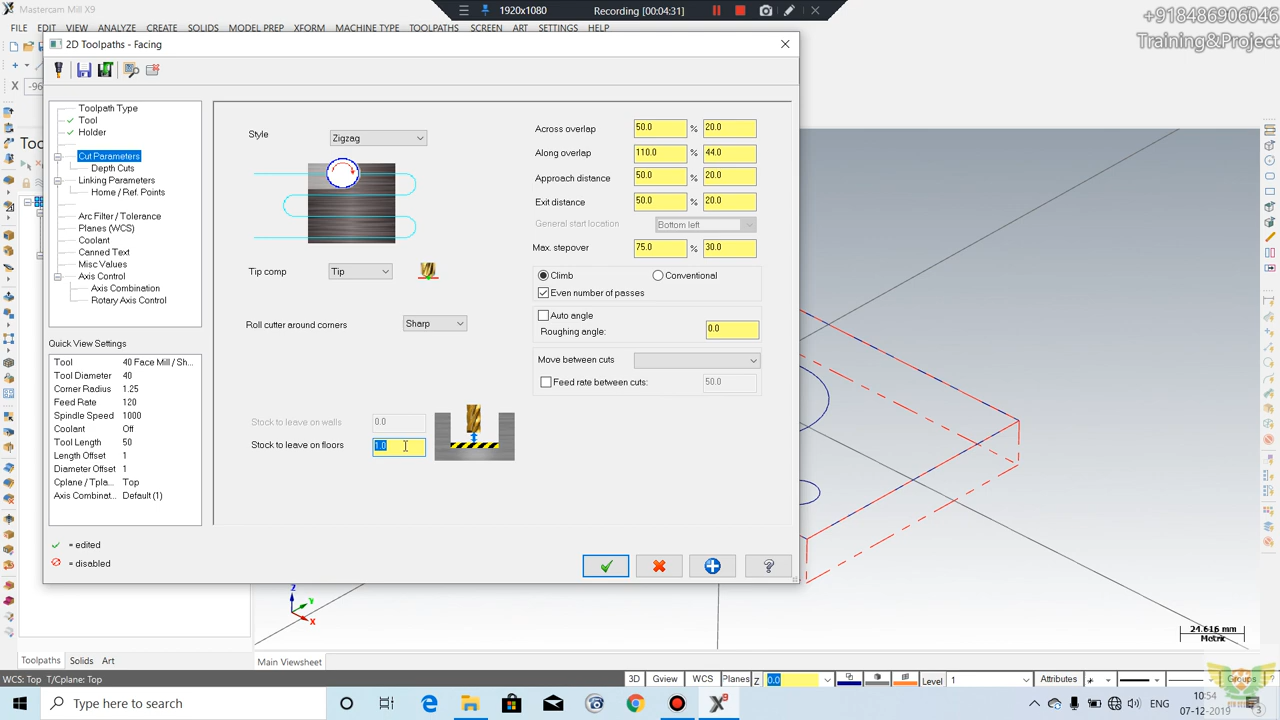 Mastercam Mill X9
1920x1080
Recording [00:04:31]
+918486906046
Training&Project
FILE EDIT VIEW ANALYZE CREATE SOLIDS XFORM MACHINE TYPE TOOLPATHS SCREEN ART SETTINGS HELP
2D Toolpaths - Facing
X -96
Toolpath Type
Tool
Holder
Cut Parameters
Depth Cuts
Linking Parameters
Home / Ref. Points
Arc Filter / Tolerance
Planes (WCS)
Coolant
Canned Text
Misc Values
Axis Control
Axis Combination
Rotary Axis Control
Style Zigzag
Tip comp Tip
Roll cutter around corners Sharp
Stock to leave on walls 0.0
Stock to leave on floors 1.0
Across overlap 50.0 % 20.0
Along overlap 110.0 % 44.0
Approach distance 50.0 % 20.0
Exit distance 50.0 % 20.0
General start location Bottom left
Max. stepover 75.0 % 30.0
Climb Conventional
Even number of passes
Auto angle
Roughing angle: 0.0
Move between cuts
Feed rate between cuts: 50.0
Quick View Settings
Tool 40 Face Mill / Sh...
Tool Diameter 40
Corner Radius 1.25
Feed Rate 120
Spindle Speed 1000
Coolant Off
Tool Length 50
Length Offset 1
Diameter Offset 1
Cplane / Tpla... Top
Axis Combinat... Default (1)
= edited
= disabled
Z
Y
X
24.616 mm
Metric
Toolpaths Solids Art
Main Viewsheet
WCS: Top T/Cplane: Top
3D Gview WCS Planes Z 0.0 Level 1 Attributes Groups ?
Type here to search
ENG
10:54
07-12-2019
3